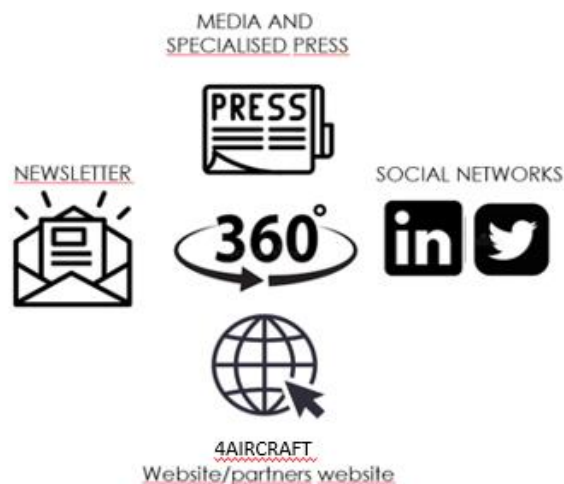 MEDIA AND
SPECIALISED PRESS
PRESS
NEWSLETTER
SOCIAL NETWORKS
360°
in
4AIRCRAFT
Website/partners website